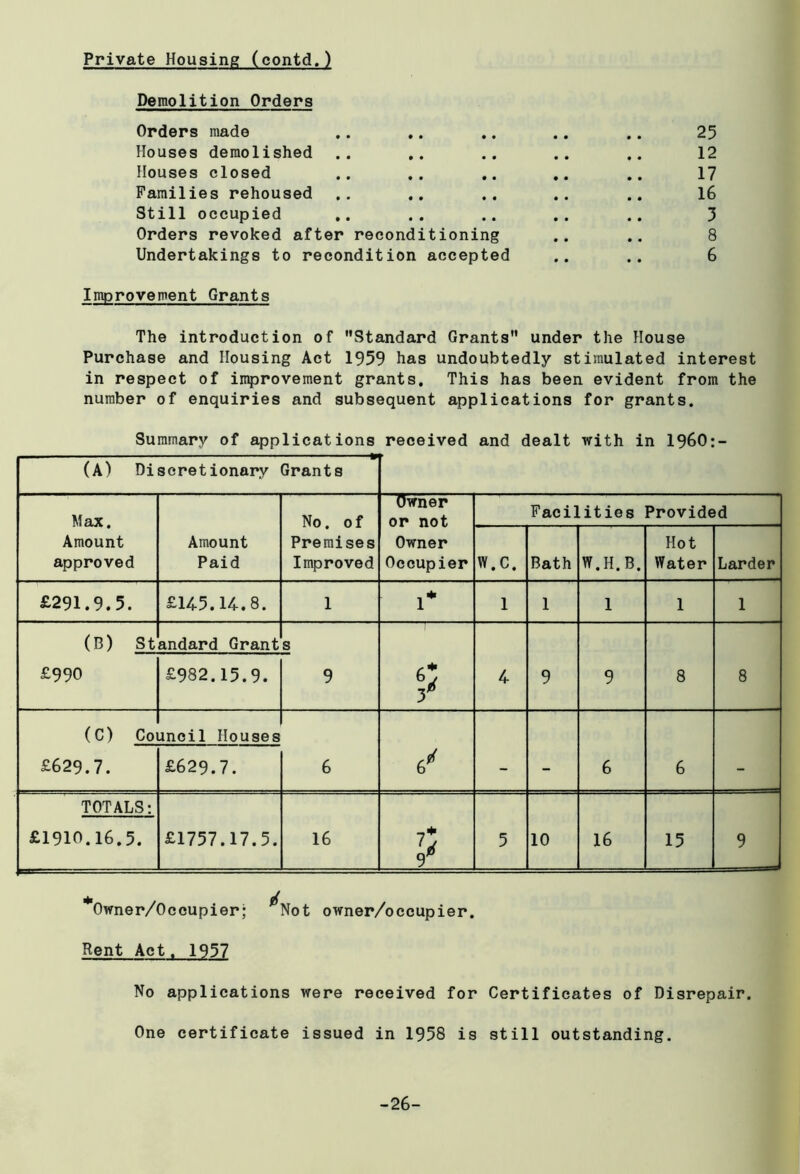 Private Housing (contd.)
Demolition Orders
Orders made .. .. .. .. .. 25
Houses demolished .. .. .. .. .. 12
Houses closed .. .. .. .. .. 17
Families rehoused .. .. .. .. .. 16
Still occupied .. .. .. .. .. 3
Orders revoked after reconditioning .. .. 8
Undertakings to recondition accepted .. .. 6
Improvement Grants
The introduction of "Standard Grants" under the House
Purchase and Housing Act 1959 has undoubtedly stimulated interest
in respect of improvement grants. This has been evident from the
number of enquiries and subsequent applications for grants.
Summary of applications received and dealt with in 1960:-
(A) Discretionary Grants
Max. Amount approved | Amount Paid | No. of Premises Improved | Owner or not Owner Occupier | Facilities Provided
W.C. | Bath | W.H.B. | Hot Water | Larder
£291.9.5. | £145.14.8. | 1 | 1* | 1 | 1 | 1 | 1 | 1
(B) Standard Grants
£990 | £982.15.9. | 9 | 6* 3≠ | 4 | 9 | 9 | 8 | 8
(C) Council Houses
£629.7. | £629.7. | 6 | 6≠ | - | - | 6 | 6 | -
TOTALS:
£1910.16.5. | £1757.17.5. | 16 | 7* 9≠ | 5 | 10 | 16 | 15 | 9
*Owner/Occupier; ≠Not owner/occupier.
Rent Act, 1957
No applications were received for Certificates of Disrepair.
One certificate issued in 1958 is still outstanding.
-26-